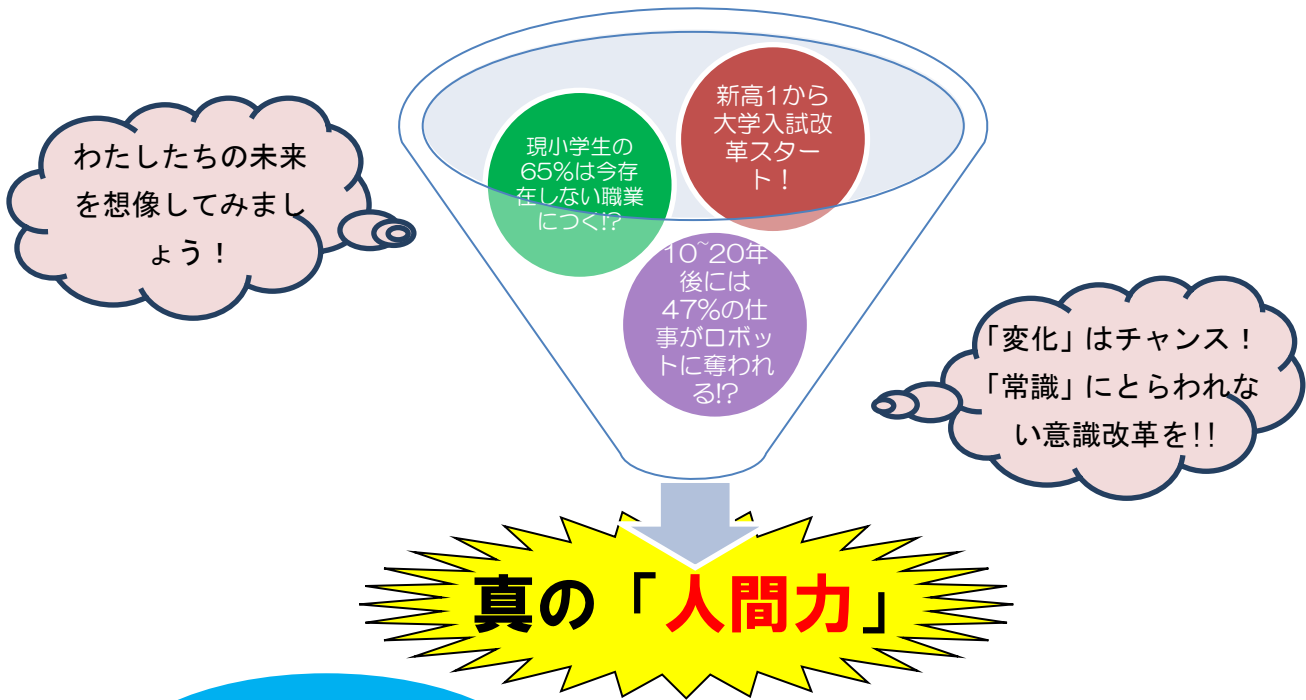 わたしたちの未来
を想像してみまし
ょう！
現小学生の
65%は今存
在しない職業
につく!?
新高1から
大学入試改
革スター
ト！
10~20年
後には
47%の仕
事がロボッ
トに奪われ
る!?
「変化」はチャンス！
「常識」にとらわれな
い意識改革を!!
真の「人間力」